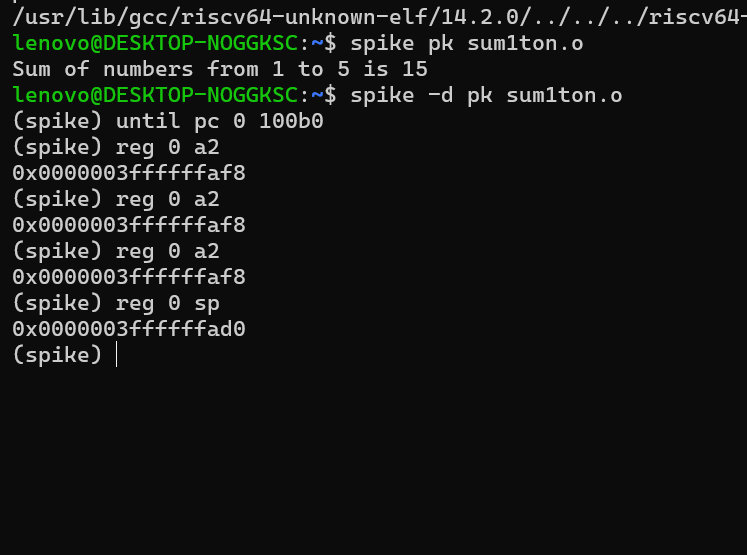 /usr/lib/gcc/riscv64-unknown-elf/14.2.0/../../../riscv64-
lenovo@DESKTOP-NOGGKSC:~$ spike pk sum1ton.o
Sum of numbers from 1 to 5 is 15
lenovo@DESKTOP-NOGGKSC:~$ spike -d pk sum1ton.o
(spike) until pc 0 100b0
(spike) reg 0 a2
0x0000003ffffffaf8
(spike) reg 0 a2
0x0000003ffffffaf8
(spike) reg 0 a2
0x0000003ffffffaf8
(spike) reg 0 sp
0x0000003ffffffad0
(spike)